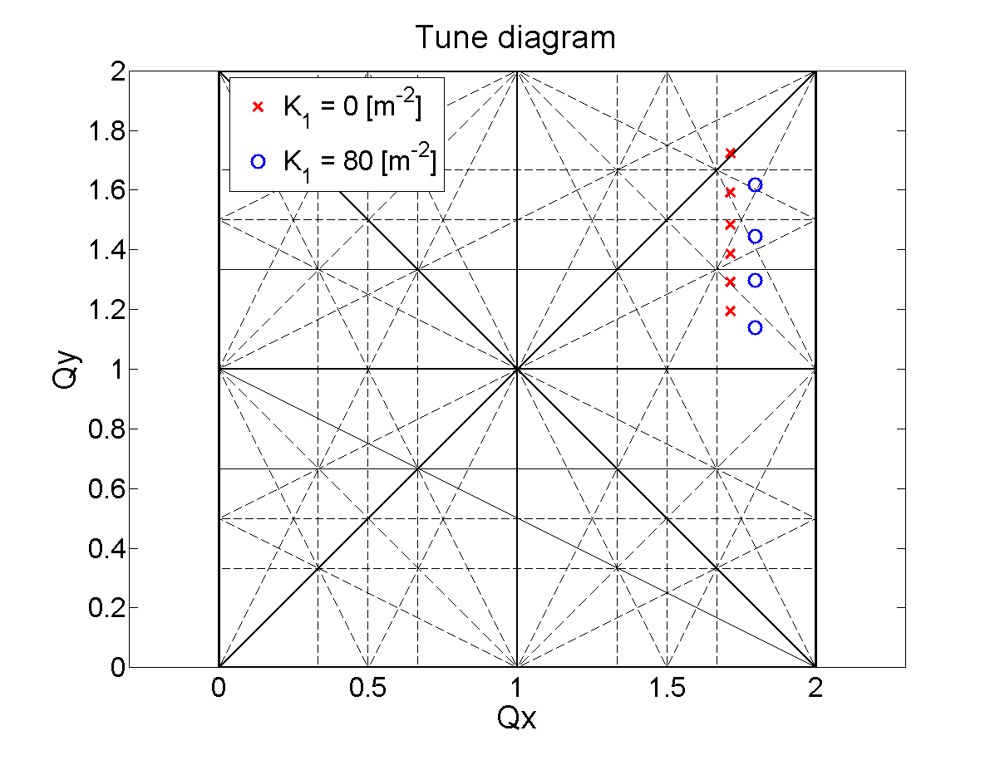 Tune diagram
K₁ = 0 [m⁻²]
K₁ = 80 [m⁻²]
2
1.8
1.6
1.4
1.2
1
0.8
0.6
0.4
0.2
0
Qy
0 0.5 1 1.5 2
Qx